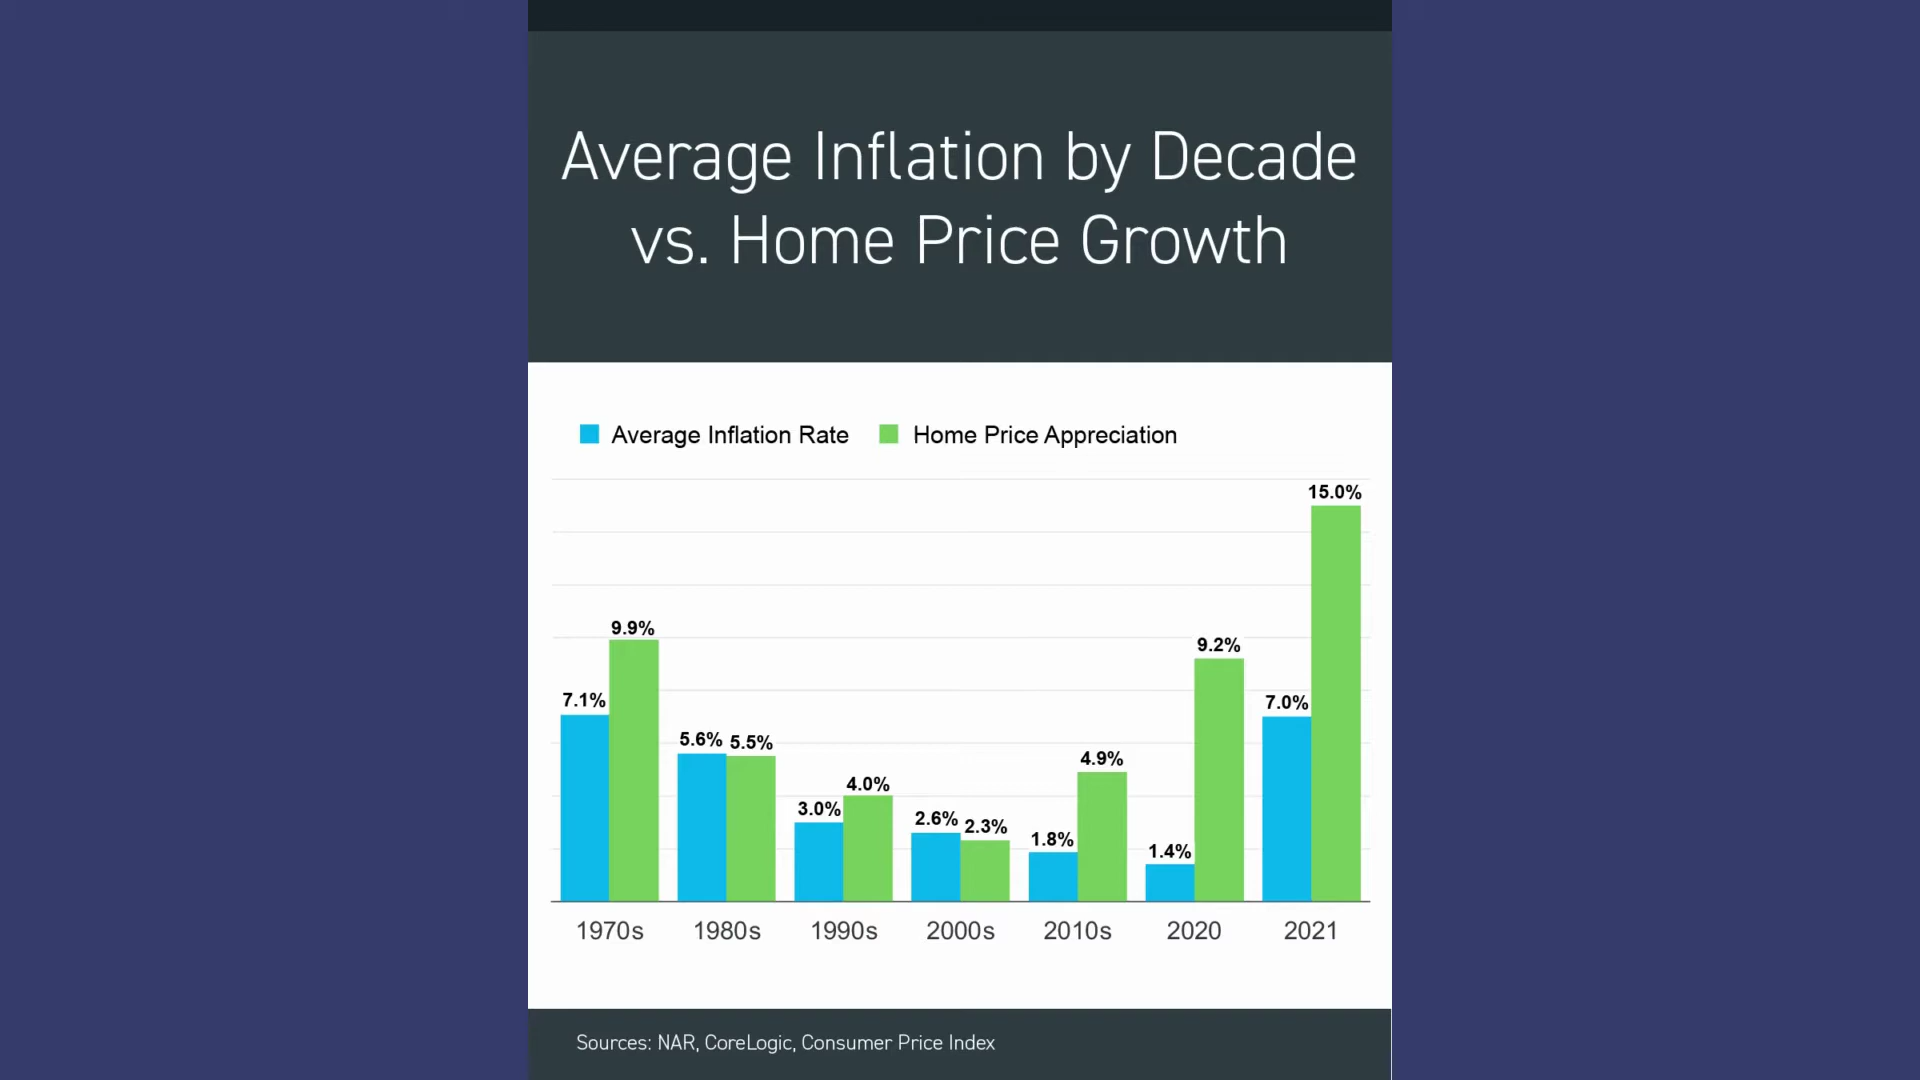 Average Inflation by Decade
vs. Home Price Growth
Average Inflation Rate Home Price Appreciation
15.0%
9.9%
9.2%
7.1%
7.0%
5.6% 5.5%
4.9%
4.0%
3.0%
2.6% 2.3%
1.8%
1.4%
1970s 1980s 1990s 2000s 2010s 2020 2021
Sources: NAR, CoreLogic, Consumer Price Index